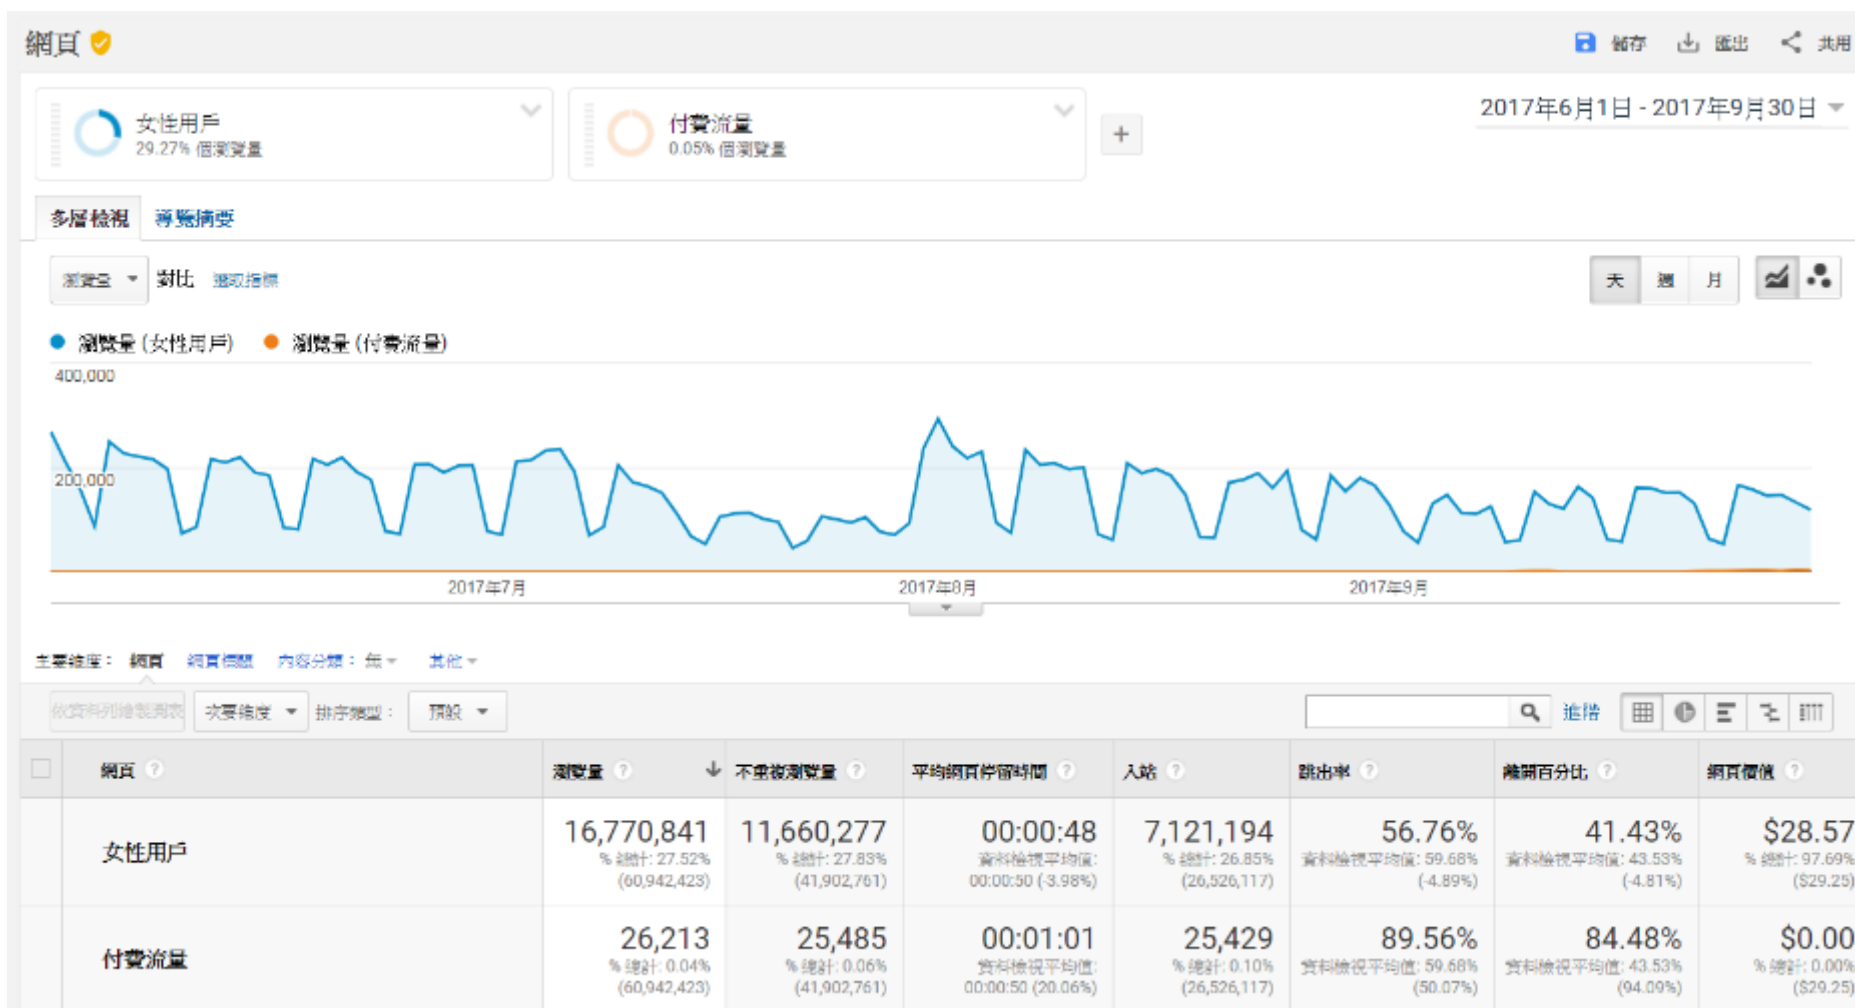 網頁
儲存 匯出 共用
女性用戶
29.27% 個瀏覽量
付費流量
0.05% 個瀏覽量
+
2017年6月1日 - 2017年9月30日
多層檢視 導覽摘要
瀏覽量 對比 選取指標
天 週 月
瀏覽量 (女性用戶) 瀏覽量 (付費流量)
400,000
200,000
2017年7月 2017年8月 2017年9月
主要維度： 網頁 網頁標題 內容分類： 無 其他
依資料列繪製圖表 次要維度 排序類型： 預設 進階
網頁 ? 瀏覽量 ? 不重複瀏覽量 ? 平均網頁停留時間 ? 入站 ? 跳出率 ? 離開百分比 ? 網頁價值 ?
女性用戶 16,770,841 11,660,277 00:00:48 7,121,194 56.76% 41.43% $28.57
% 總計: 27.52% % 總計: 27.83% 資料檢視平均值: % 總計: 26.85% 資料檢視平均值: 59.68% 資料檢視平均值: 43.53% % 總計: 97.69%
(60,942,423) (41,902,761) 00:00:50 (-3.98%) (26,526,117) (-4.89%) (-4.81%) ($29.25)
付費流量 26,213 25,485 00:01:01 25,429 89.56% 84.48% $0.00
% 總計: 0.04% % 總計: 0.06% 資料檢視平均值: % 總計: 0.10% 資料檢視平均值: 59.68% 資料檢視平均值: 43.53% % 總計: 0.00%
(60,942,423) (41,902,761) 00:00:50 (20.06%) (26,526,117) (50.07%) (94.09%) ($29.25)